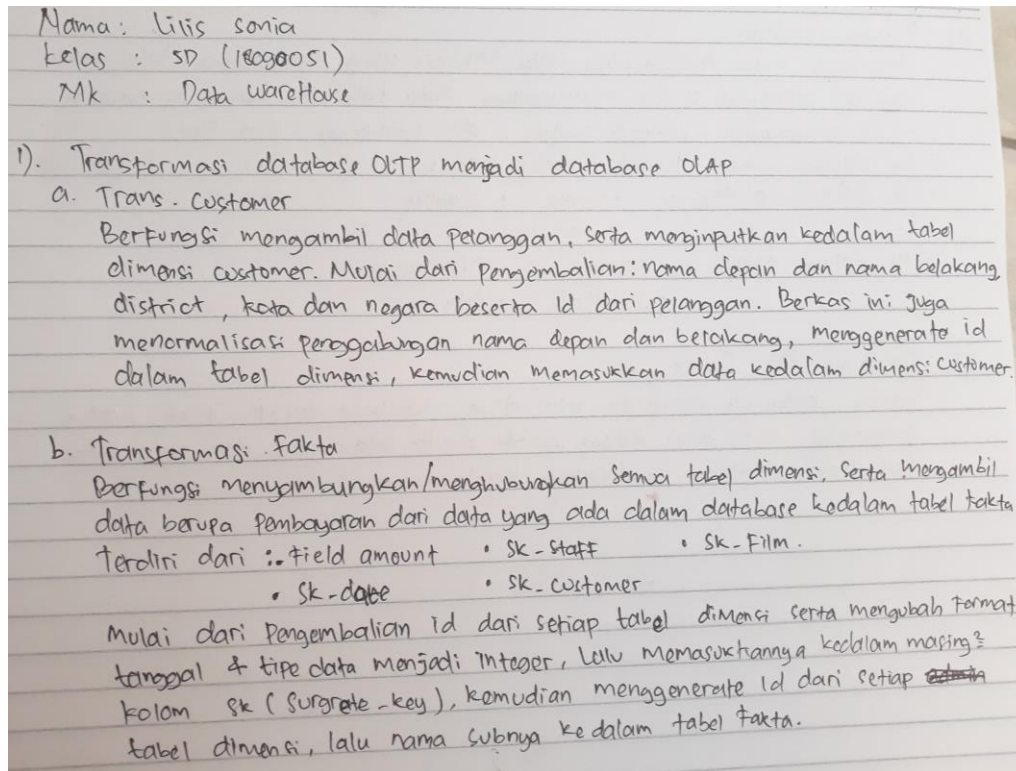 Nama : Lilis sonia
Kelas : 5D (18090051)
Mk : Data wareHouse
1). Transformasi database OLTP menjadi database OLAP
a. Trans. Customer
Berfungsi mengambil data pelanggan, serta menginputkan kedalam tabel
dimensi customer. Mulai dari pengembalian: nama depan dan nama belakang,
district, kota dan negara beserta Id dari pelanggan. Berkas ini juga
menormalisasi penggabungan nama depan dan belakang, menggenerate id
dalam tabel dimensi, kemudian memasukkan data kedalam dimensi customer.
b. Transformasi fakta
Berfungsi menyambungkan/menghubungkan semua tabel dimensi, serta mengambil
data berupa pembayaran dari data yang ada dalam database kedalam tabel fakta
Terdiri dari : • field amount • Sk-Staff • Sk-Film.
• Sk-date • Sk-customer
Mulai dari pengembalian id dari setiap tabel dimensi serta mengubah format
tanggal & tipe data menjadi integer, lalu memasukkannya kedalam masing²
kolom sk (Surgrete-key), kemudian menggenerate id dari setiap
tabel dimensi, lalu nama subnya ke dalam tabel fakta.